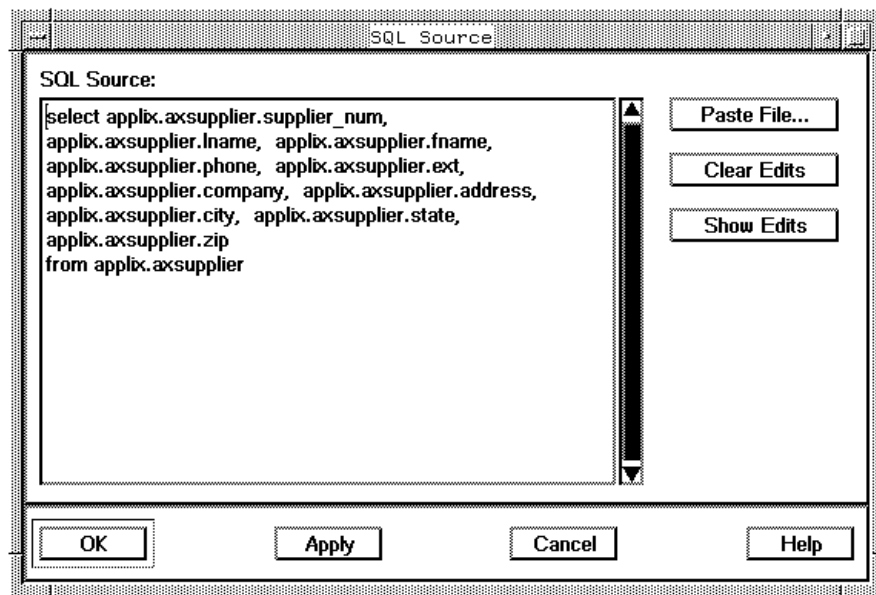 SQL Source
SQL Source:
select applix.axsupplier.supplier_num,
applix.axsupplier.lname, applix.axsupplier.fname,
applix.axsupplier.phone, applix.axsupplier.ext,
applix.axsupplier.company, applix.axsupplier.address,
applix.axsupplier.city, applix.axsupplier.state,
applix.axsupplier.zip
from applix.axsupplier
Paste File...
Clear Edits
Show Edits
OK
Apply
Cancel
Help